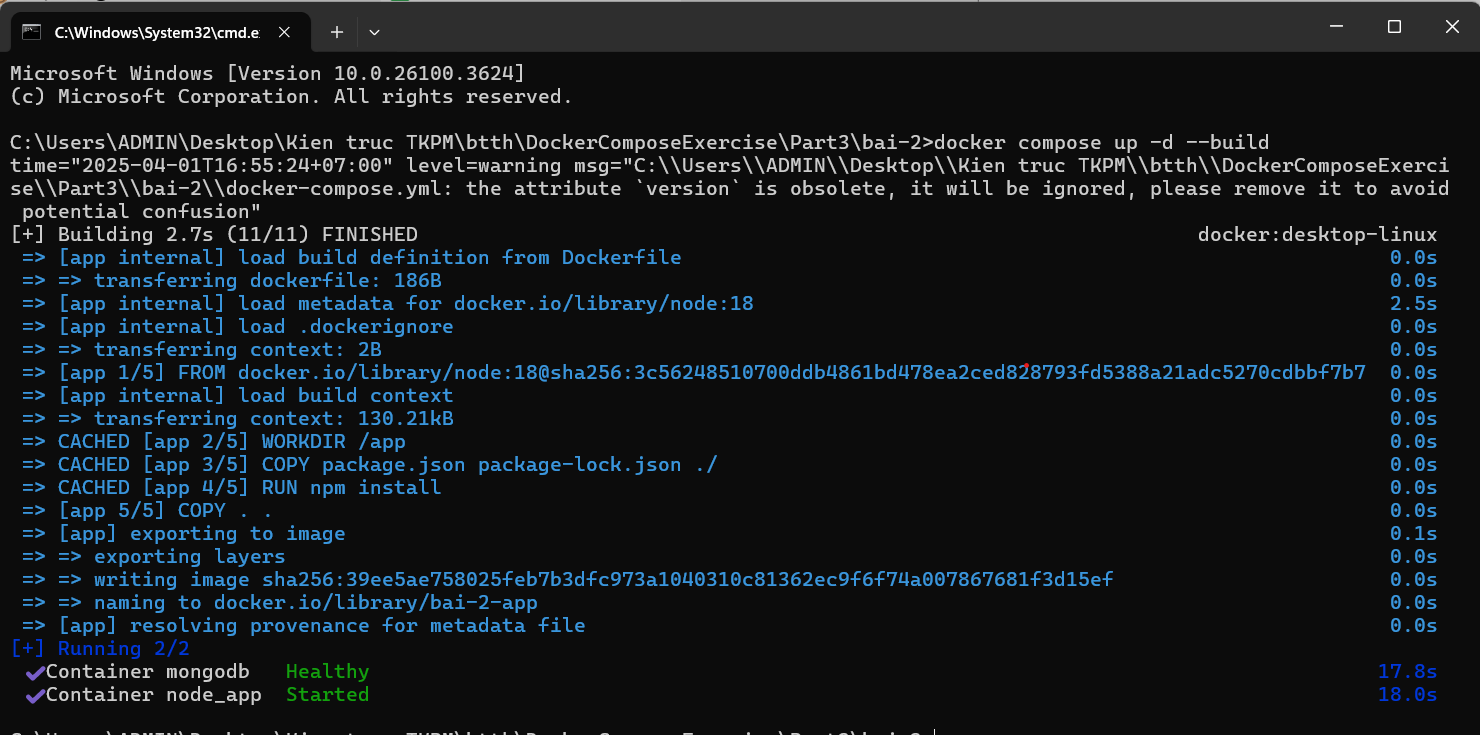 C:\Windows\System32\cmd.e
Microsoft Windows [Version 10.0.26100.3624]
(c) Microsoft Corporation. All rights reserved.
C:\Users\ADMIN\Desktop\Kien truc TKPM\btth\DockerComposeExercise\Part3\bai-2>docker compose up -d --build
time="2025-04-01T16:55:24+07:00" level=warning msg="C:\\Users\\ADMIN\\Desktop\\Kien truc TKPM\\btth\\DockerComposeExerci
se\\Part3\\bai-2\\docker-compose.yml: the attribute `version` is obsolete, it will be ignored, please remove it to avoid
potential confusion"
[+] Building 2.7s (11/11) FINISHED docker:desktop-linux
=> [app internal] load build definition from Dockerfile 0.0s
=> => transferring dockerfile: 186B 0.0s
=> [app internal] load metadata for docker.io/library/node:18 2.5s
=> [app internal] load .dockerignore 0.0s
=> => transferring context: 2B 0.0s
=> [app 1/5] FROM docker.io/library/node:18@sha256:3c56248510700ddb4861bd478ea2ced828793fd5388a21adc5270cdbbf7b7 0.0s
=> [app internal] load build context 0.0s
=> => transferring context: 130.21kB 0.0s
=> CACHED [app 2/5] WORKDIR /app 0.0s
=> CACHED [app 3/5] COPY package.json package-lock.json ./ 0.0s
=> CACHED [app 4/5] RUN npm install 0.0s
=> [app 5/5] COPY . . 0.0s
=> [app] exporting to image 0.1s
=> => exporting layers 0.0s
=> => writing image sha256:39ee5ae758025feb7b3dfc973a1040310c81362ec9f6f74a007867681f3d15ef 0.0s
=> => naming to docker.io/library/bai-2-app 0.0s
=> [app] resolving provenance for metadata file 0.0s
[+] Running 2/2
✔Container mongodb Healthy 17.8s
✔Container node_app Started 18.0s